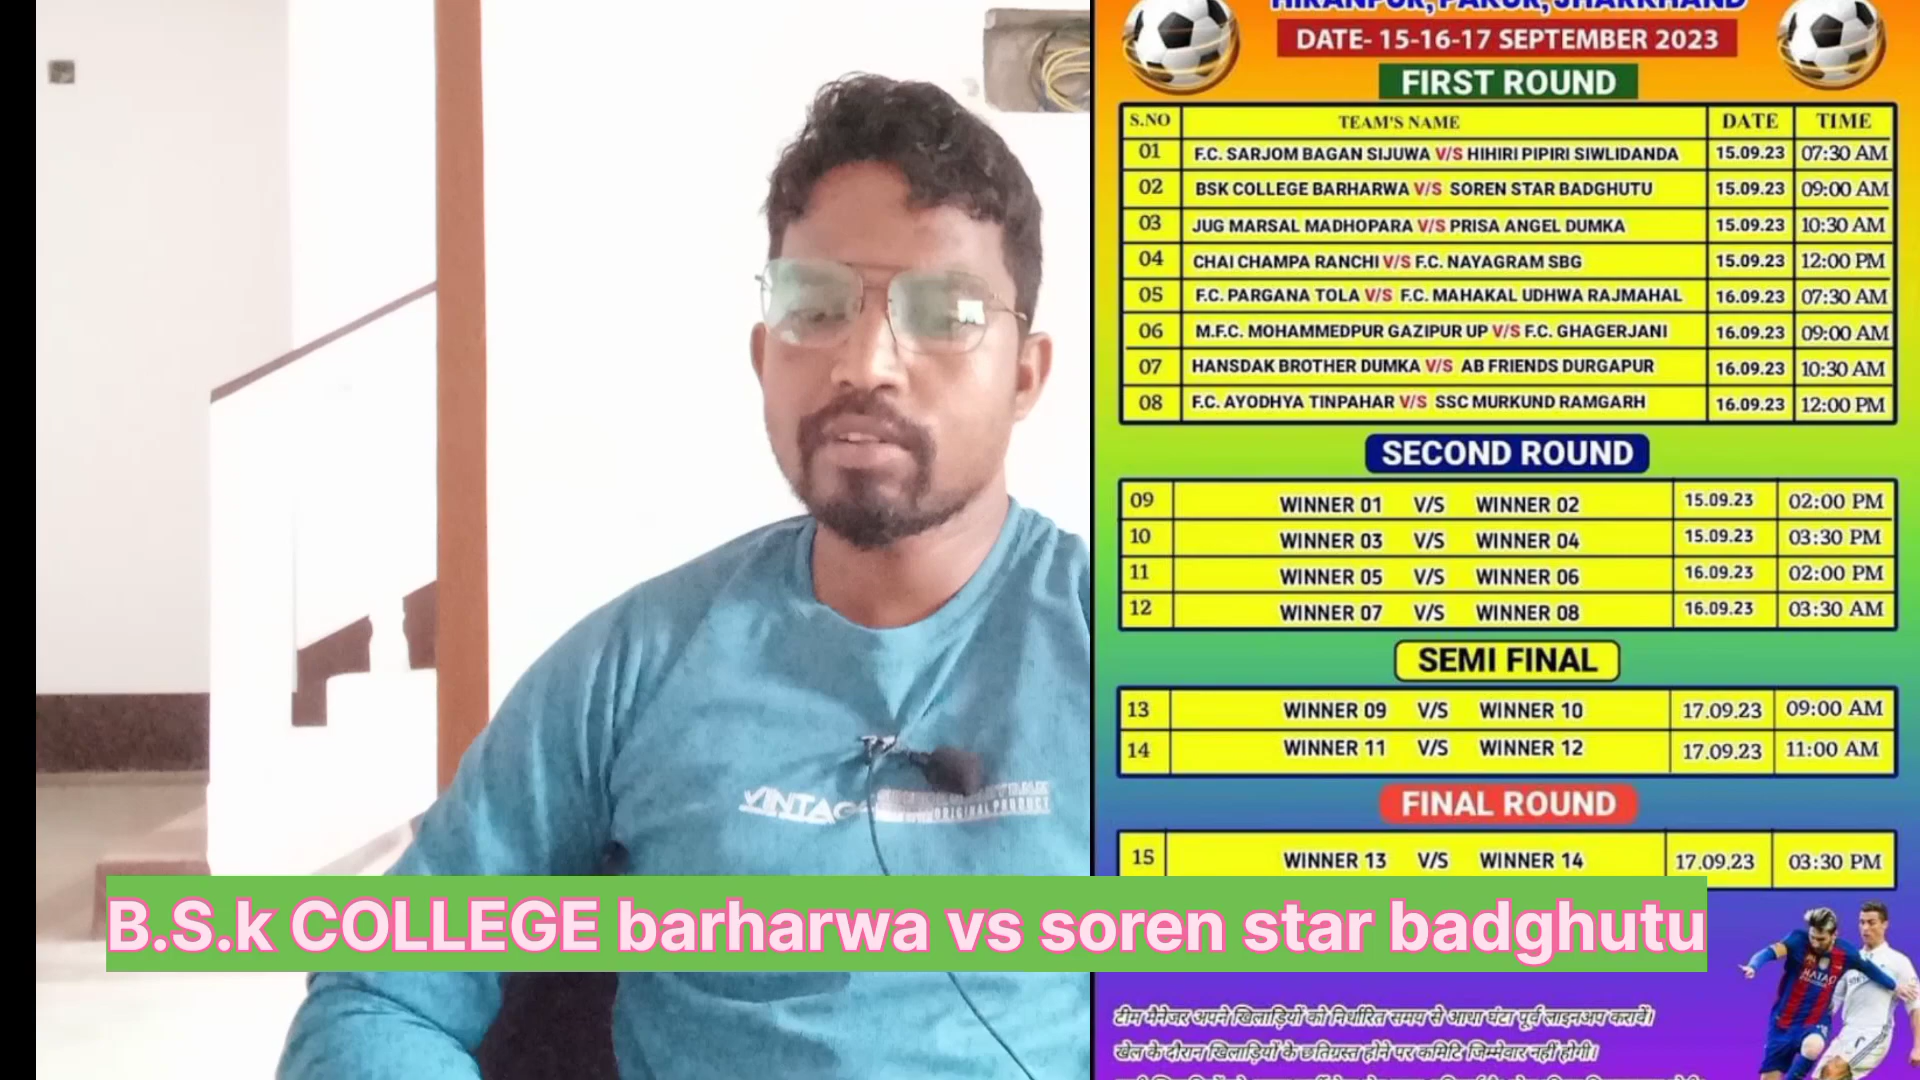 HIRANPUR, PAKUR, JHARKHAND
DATE- 15-16-17 SEPTEMBER 2023
FIRST ROUND
S.NO TEAM'S NAME DATE TIME
01 F.C. SARJOM BAGAN SIJUWA V/S HIHIRI PIPIRI SIWLIDANDA 15.09.23 07:30 AM
02 BSK COLLEGE BARHARWA V/S SOREN STAR BADGHUTU 15.09.23 09:00 AM
03 JUG MARSAL MADHOPARA V/S PRISA ANGEL DUMKA 15.09.23 10:30 AM
04 CHAI CHAMPA RANCHI V/S F.C. NAYAGRAM SBG 15.09.23 12:00 PM
05 F.C. PARGANA TOLA V/S F.C. MAHAKAL UDHWA RAJMAHAL 16.09.23 07:30 AM
06 M.F.C. MOHAMMEDPUR GAZIPUR UP V/S F.C. GHAGERJANI 16.09.23 09:00 AM
07 HANSDAK BROTHER DUMKA V/S AB FRIENDS DURGAPUR 16.09.23 10:30 AM
08 F.C. AYODHYA TINPAHAR V/S SSC MURKUND RAMGARH 16.09.23 12:00 PM
SECOND ROUND
09 WINNER 01 V/S WINNER 02 15.09.23 02:00 PM
10 WINNER 03 V/S WINNER 04 15.09.23 03:30 PM
11 WINNER 05 V/S WINNER 06 16.09.23 02:00 PM
12 WINNER 07 V/S WINNER 08 16.09.23 03:30 AM
SEMI FINAL
13 WINNER 09 V/S WINNER 10 17.09.23 09:00 AM
14 WINNER 11 V/S WINNER 12 17.09.23 11:00 AM
FINAL ROUND
15 WINNER 13 V/S WINNER 14 17.09.23 03:30 PM
VINTAG
ORIGINAL PRODUCT
B.S.k COLLEGE barharwa vs soren star badghutu
टीम मैनेजर अपने खिलाड़ियों को निर्धारित समय से आधा घंटा पूर्व लाइनअप करावें।
खेल के दौरान खिलाड़ियों के छतिग्रस्त होने पर कमिटि जिम्मेवार नहीं होगी।